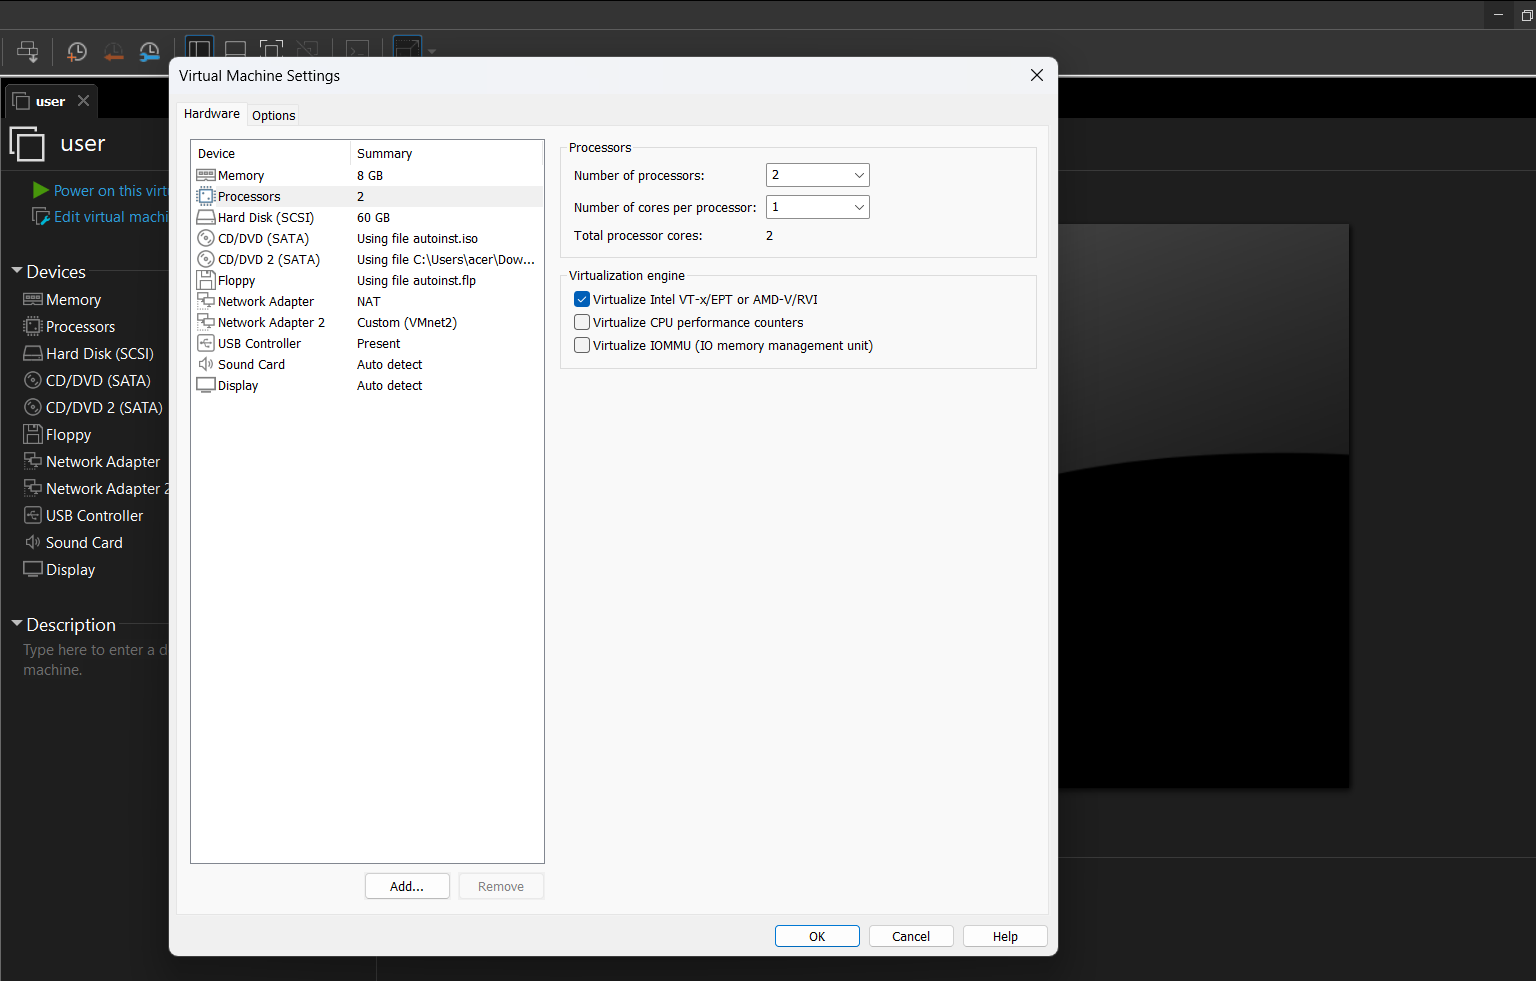 user
user
Power on this virt
Edit virtual machi
Devices
Memory
Processors
Hard Disk (SCSI)
CD/DVD (SATA)
CD/DVD 2 (SATA)
Floppy
Network Adapter
Network Adapter 2
USB Controller
Sound Card
Display
Description
Type here to enter a d
machine.
Virtual Machine Settings
Hardware Options
Device Summary
Memory 8 GB
Processors 2
Hard Disk (SCSI) 60 GB
CD/DVD (SATA) Using file autoinst.iso
CD/DVD 2 (SATA) Using file C:\Users\acer\Dow...
Floppy Using file autoinst.flp
Network Adapter NAT
Network Adapter 2 Custom (VMnet2)
USB Controller Present
Sound Card Auto detect
Display Auto detect
Add... Remove
Processors
Number of processors: 2
Number of cores per processor: 1
Total processor cores: 2
Virtualization engine
Virtualize Intel VT-x/EPT or AMD-V/RVI
Virtualize CPU performance counters
Virtualize IOMMU (IO memory management unit)
OK Cancel Help